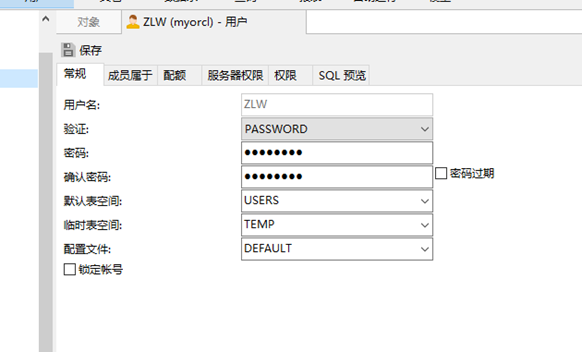 对象 ZLW (myorcl) - 用户
保存
常规 成员属于 配额 服务器权限 权限 SQL 预览
用户名: ZLW
验证: PASSWORD
密码: ●●●●●●●●
确认密码: ●●●●●●●● 密码过期
默认表空间: USERS
临时表空间: TEMP
配置文件: DEFAULT
锁定帐号